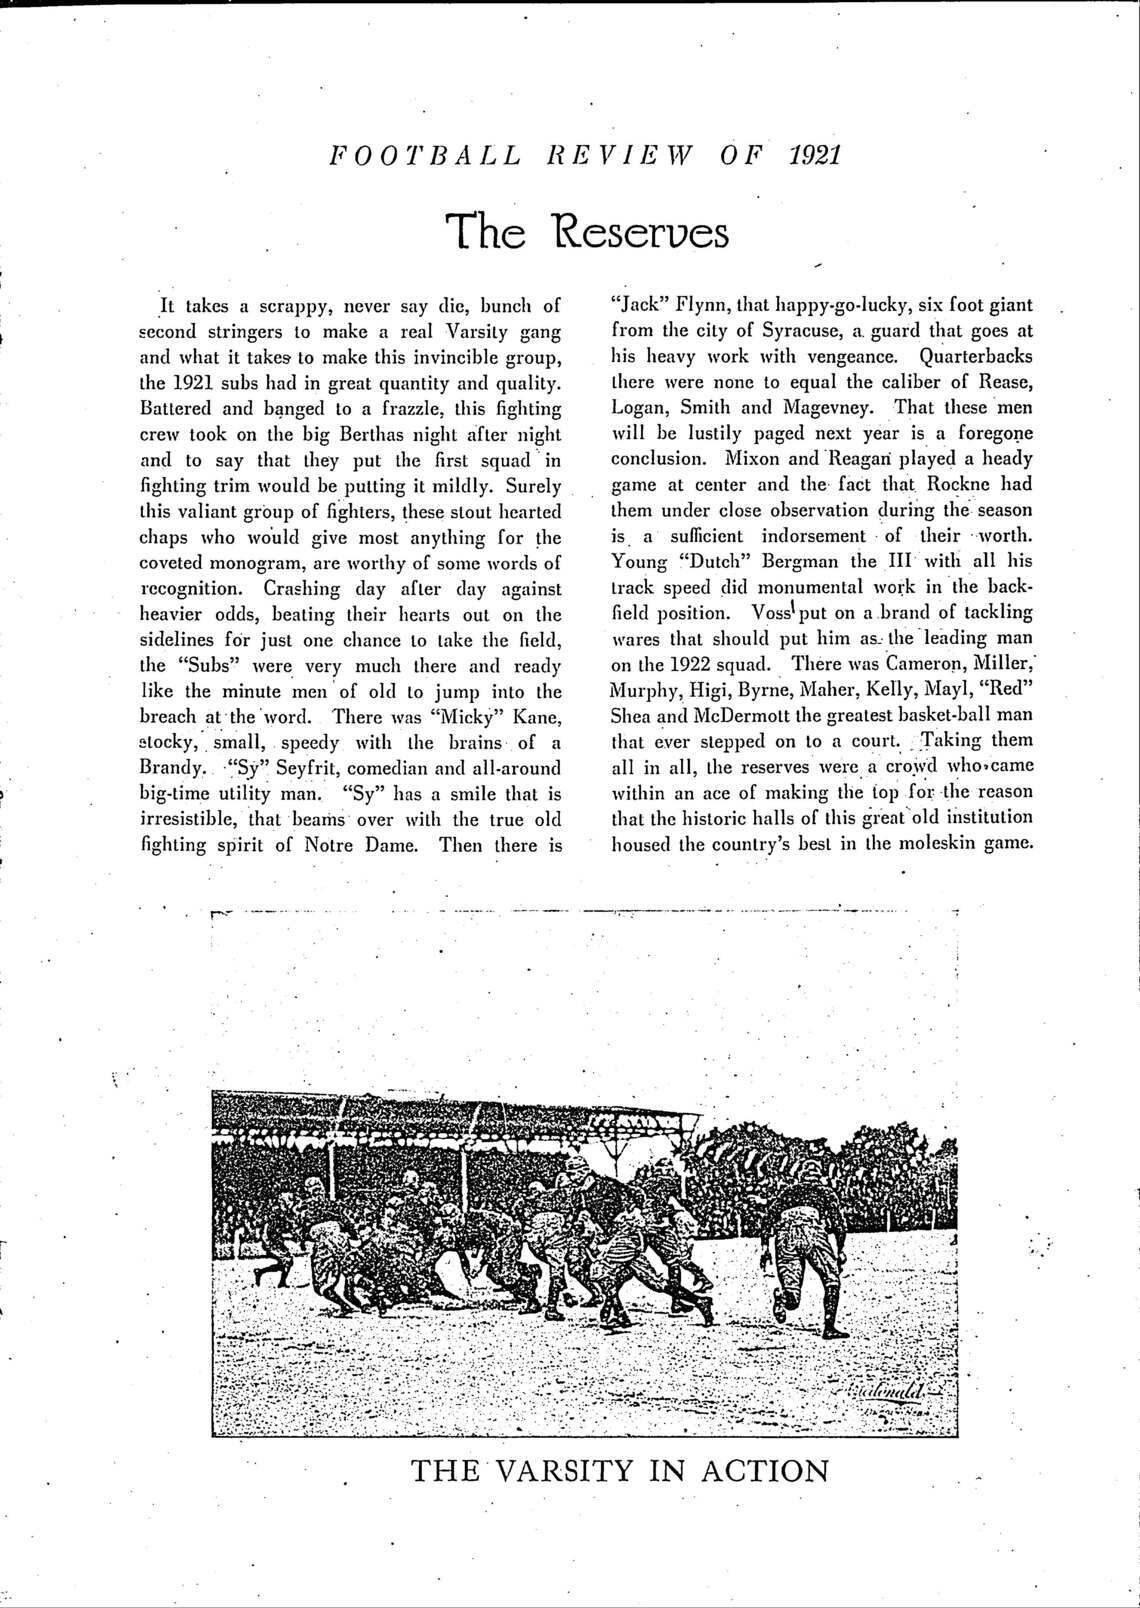 FOOTBALL REVIEW OF 1921
The Reserves
It takes a scrappy, never say die, bunch of
second stringers to make a real Varsity gang
and what it takes to make this invincible group,
the 1921 subs had in great quantity and quality.
Battered and banged to a frazzle, this fighting
crew took on the big Berthas night after night
and to say that they put the first squad in
fighting trim would be putting it mildly. Surely
this valiant group of fighters, these stout hearted
chaps who would give most anything for the
coveted monogram, are worthy of some words of
recognition. Crashing day after day against
heavier odds, beating their hearts out on the
sidelines for just one chance to take the field,
the “Subs” were very much there and ready
like the minute men of old to jump into the
breach at the word. There was “Micky” Kane,
stocky, small, speedy with the brains of a
Brandy. “Sy” Seyfrit, comedian and all-around
big-time utility man. “Sy” has a smile that is
irresistible, that beams over with the true old
fighting spirit of Notre Dame. Then there is
“Jack” Flynn, that happy-go-lucky, six foot giant
from the city of Syracuse, a guard that goes at
his heavy work with vengeance. Quarterbacks
there were none to equal the caliber of Rease,
Logan, Smith and Magevney. That these men
will be lustily paged next year is a foregone
conclusion. Mixon and Reagan played a heady
game at center and the fact that Rockne had
them under close observation during the season
is a sufficient indorsement of their worth.
Young “Dutch” Bergman the III with all his
track speed did monumental work in the back-
field position. Voss put on a brand of tackling
wares that should put him as the leading man
on the 1922 squad. There was Cameron, Miller,
Murphy, Higi, Byrne, Maher, Kelly, Mayl, “Red”
Shea and McDermott the greatest basket-ball man
that ever stepped on to a court. Taking them
all in all, the reserves were a crowd who came
within an ace of making the top for the reason
that the historic halls of this great old institution
housed the country’s best in the moleskin game.
THE VARSITY IN ACTION